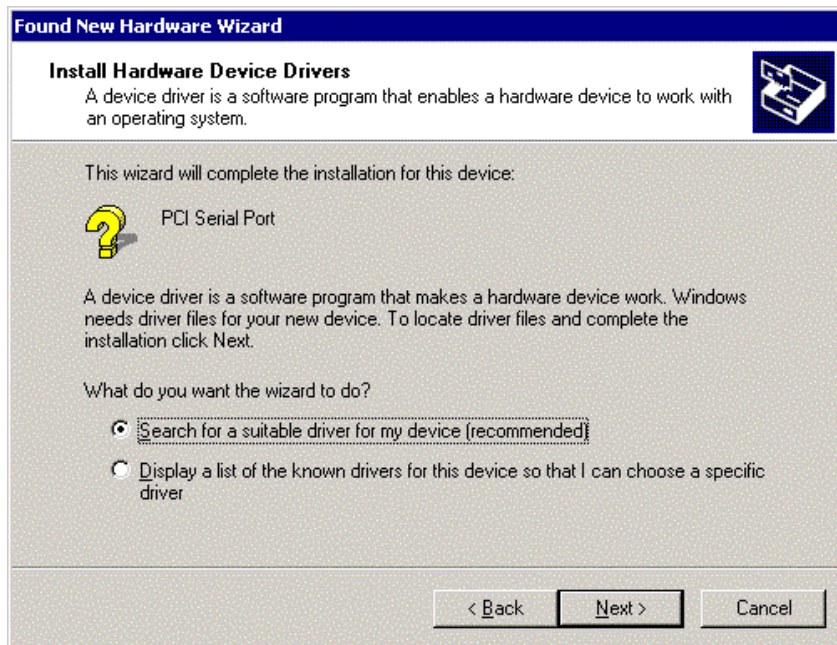 Found New Hardware Wizard
Install Hardware Device Drivers
A device driver is a software program that enables a hardware device to work with
an operating system.
This wizard will complete the installation for this device:
PCI Serial Port
A device driver is a software program that makes a hardware device work. Windows
needs driver files for your new device. To locate driver files and complete the
installation click Next.
What do you want the wizard to do?
Search for a suitable driver for my device (recommended)
Display a list of the known drivers for this device so that I can choose a specific
driver
< Back Next > Cancel